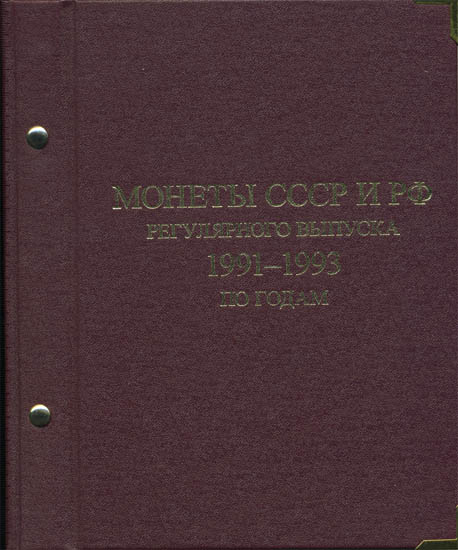 МОНЕТЫ СССР И РФ
РЕГУЛЯРНОГО ВЫПУСКА
1991–1993
ПО ГОДАМ